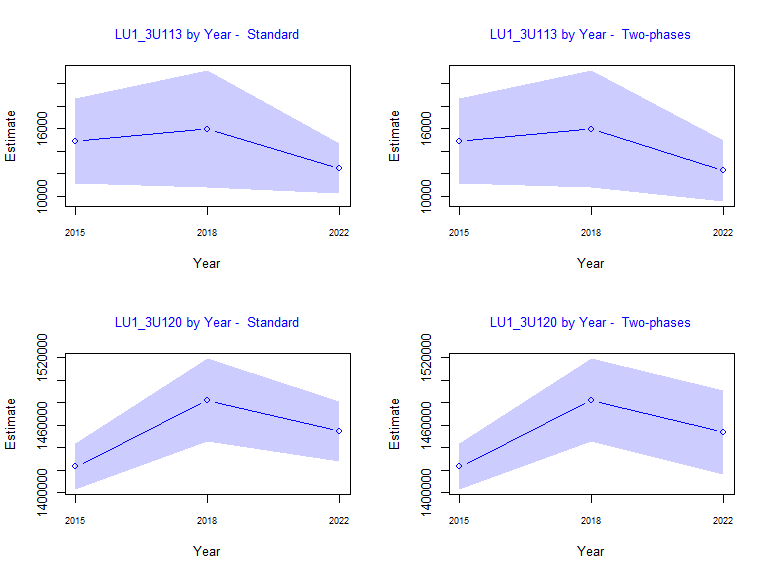 LU1_3U113 by Year -  Standard
Estimate
16000
10000
2015
2018
2022
Year
LU1_3U113 by Year -  Two-phases
Estimate
16000
10000
2015
2018
2022
Year
LU1_3U120 by Year -  Standard
Estimate
1520000
1460000
1400000
2015
2018
2022
Year
LU1_3U120 by Year -  Two-phases
Estimate
1520000
1460000
1400000
2015
2018
2022
Year